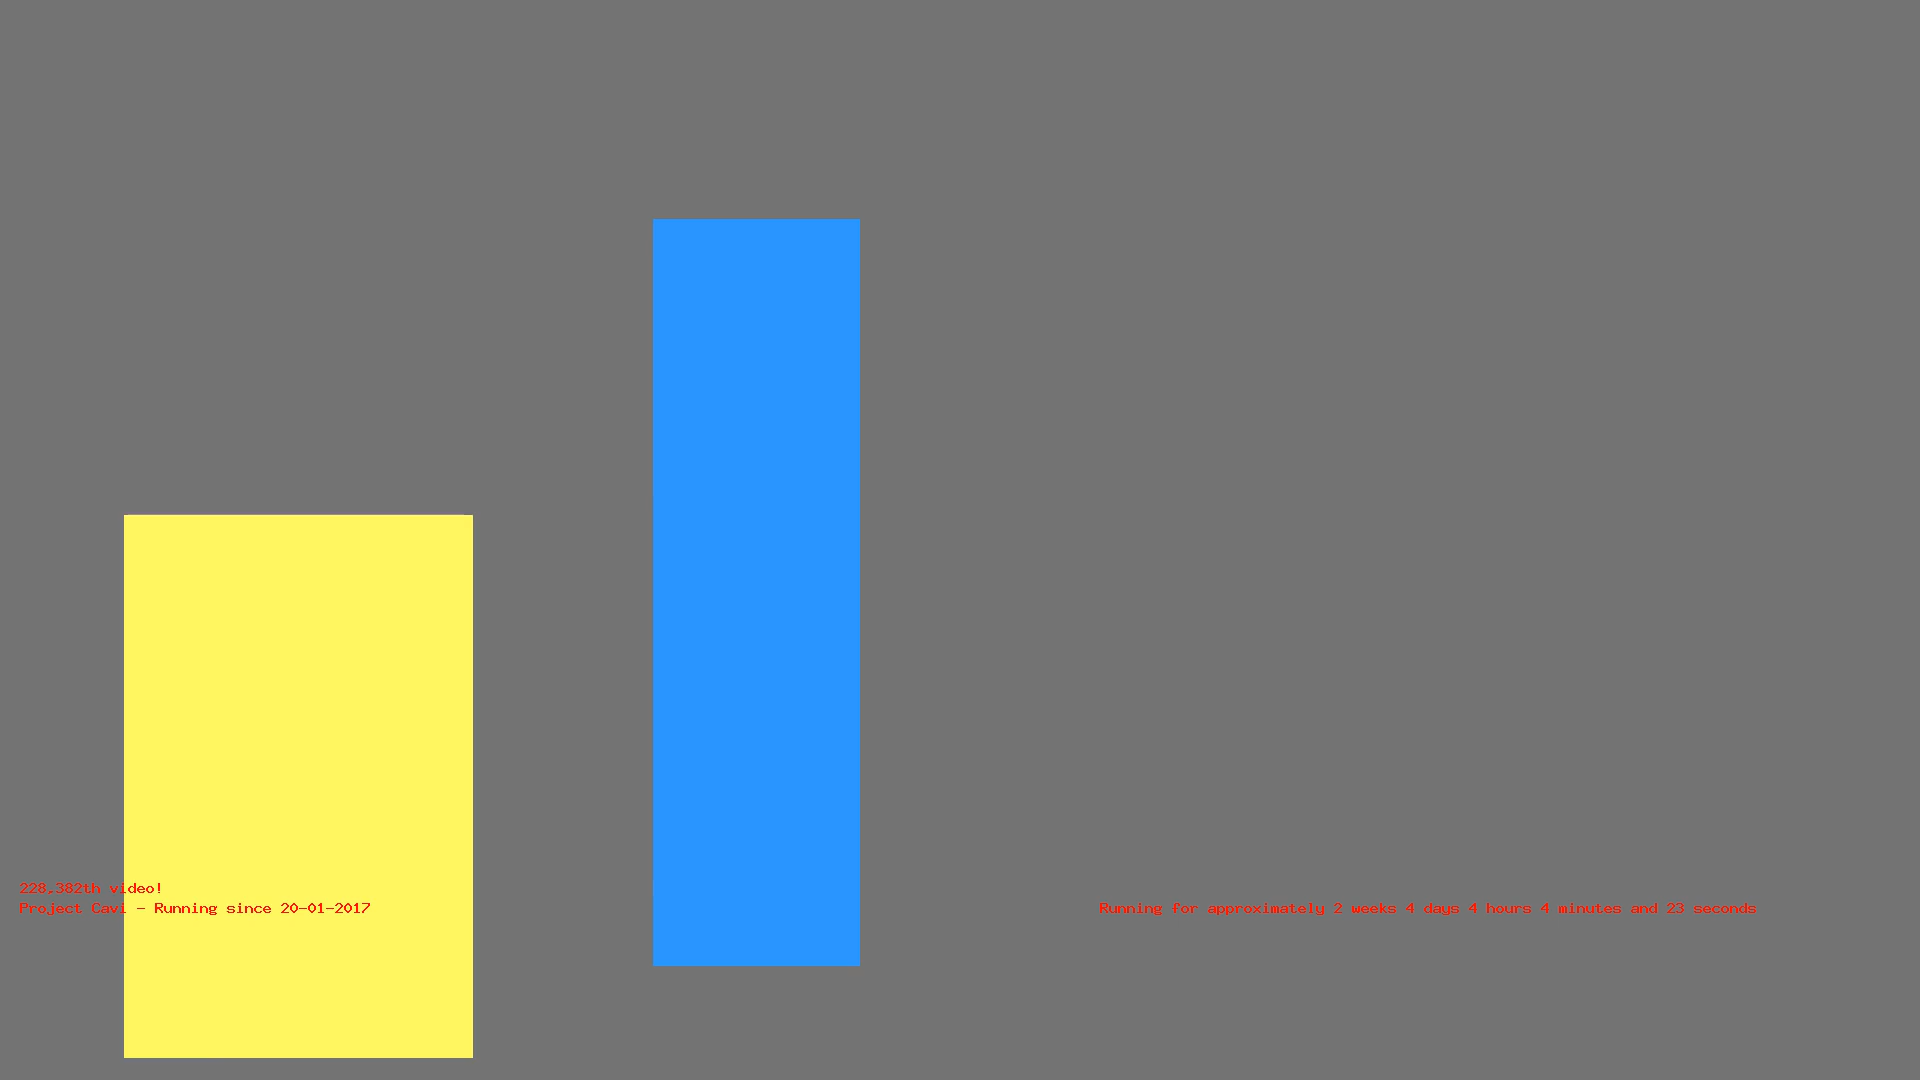 228,382th video!
Project Cavi - Running since 20-01-2017
Running for approximately 2 weeks 4 days 4 hours 4 minutes and 23 seconds